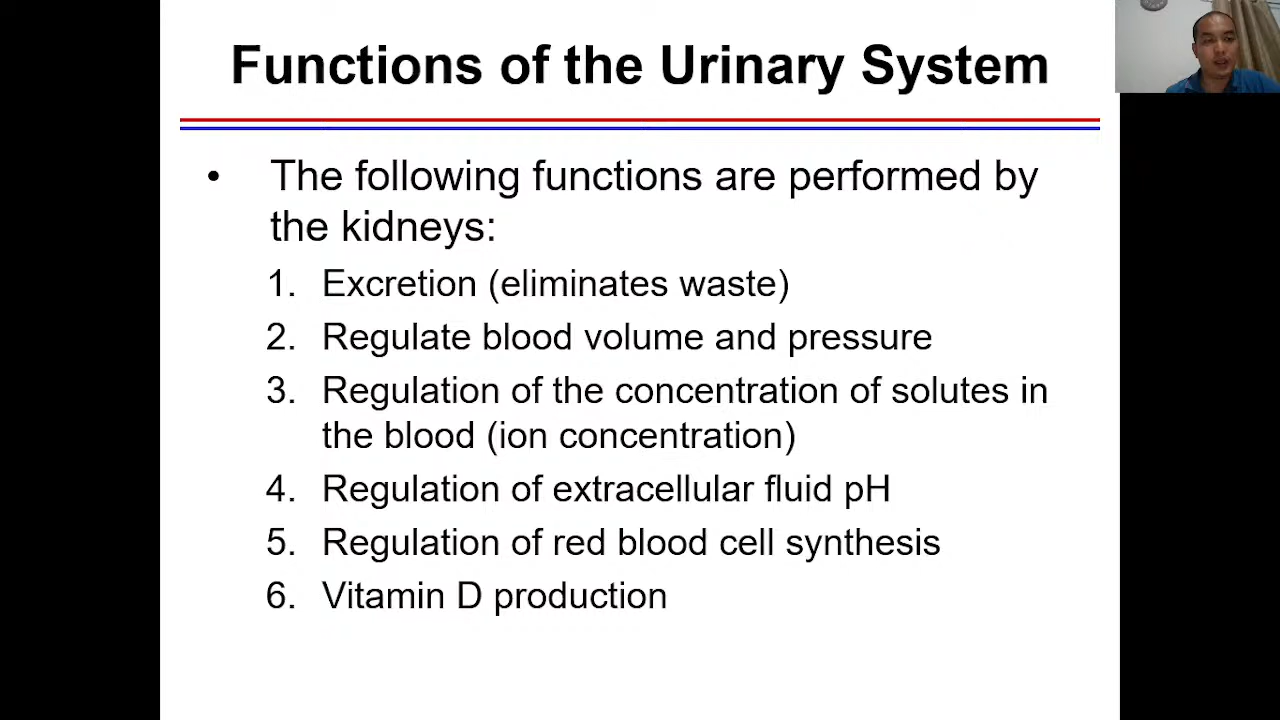 Functions of the Urinary System
• The following functions are performed by
the kidneys:
1. Excretion (eliminates waste)
2. Regulate blood volume and pressure
3. Regulation of the concentration of solutes in
the blood (ion concentration)
4. Regulation of extracellular fluid pH
5. Regulation of red blood cell synthesis
6. Vitamin D production